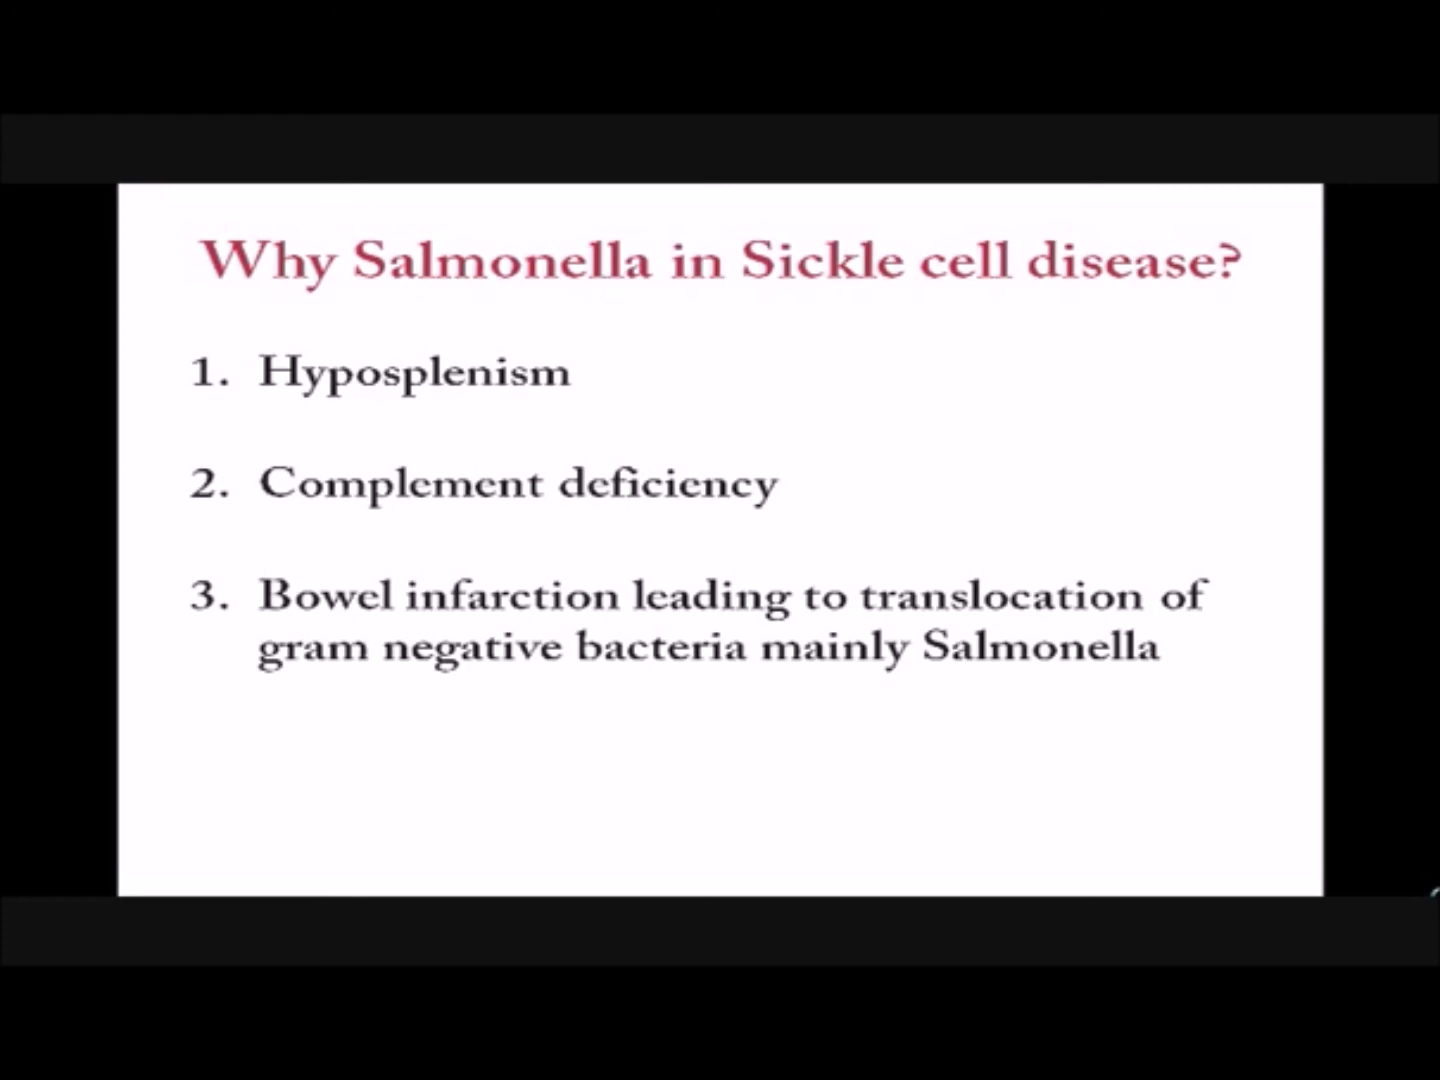 Why Salmonella in Sickle cell disease?
1. Hyposplenism
2. Complement deficiency
3. Bowel infarction leading to translocation of
gram negative bacteria mainly Salmonella